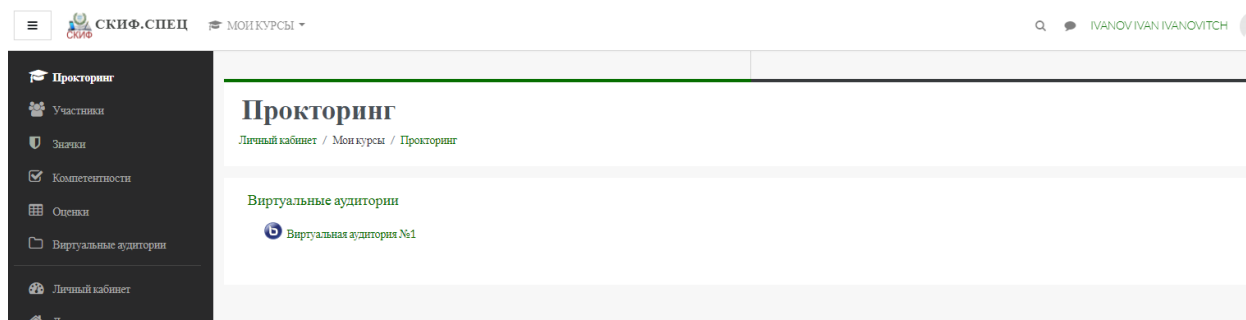 СКИФ
СКИФ.СПЕЦ МОИ КУРСЫ IVANOV IVAN IVANOVITCH
Прокторинг
Участники
Значки
Компетентности
Оценки
Виртуальные аудитории
Личный кабинет
Прокторинг
Личный кабинет / Мои курсы / Прокторинг
Виртуальные аудитории
b Виртуальная аудитория №1